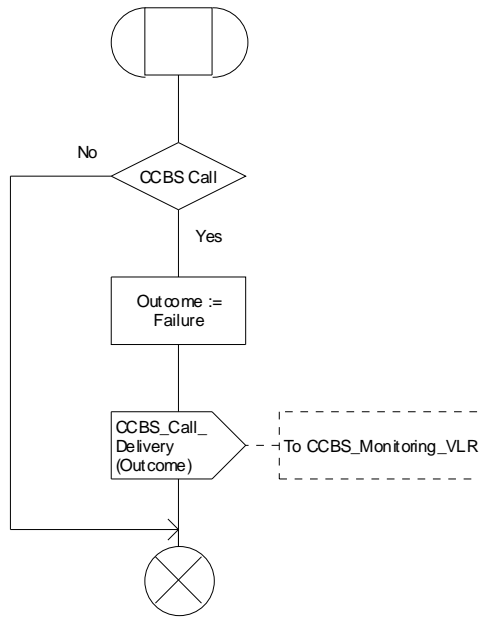 No
CCBS Call
Yes
Outcome :=
Failure
CCBS_Call_
Delivery
(Outcome)
To CCBS_Monitoring_VLR